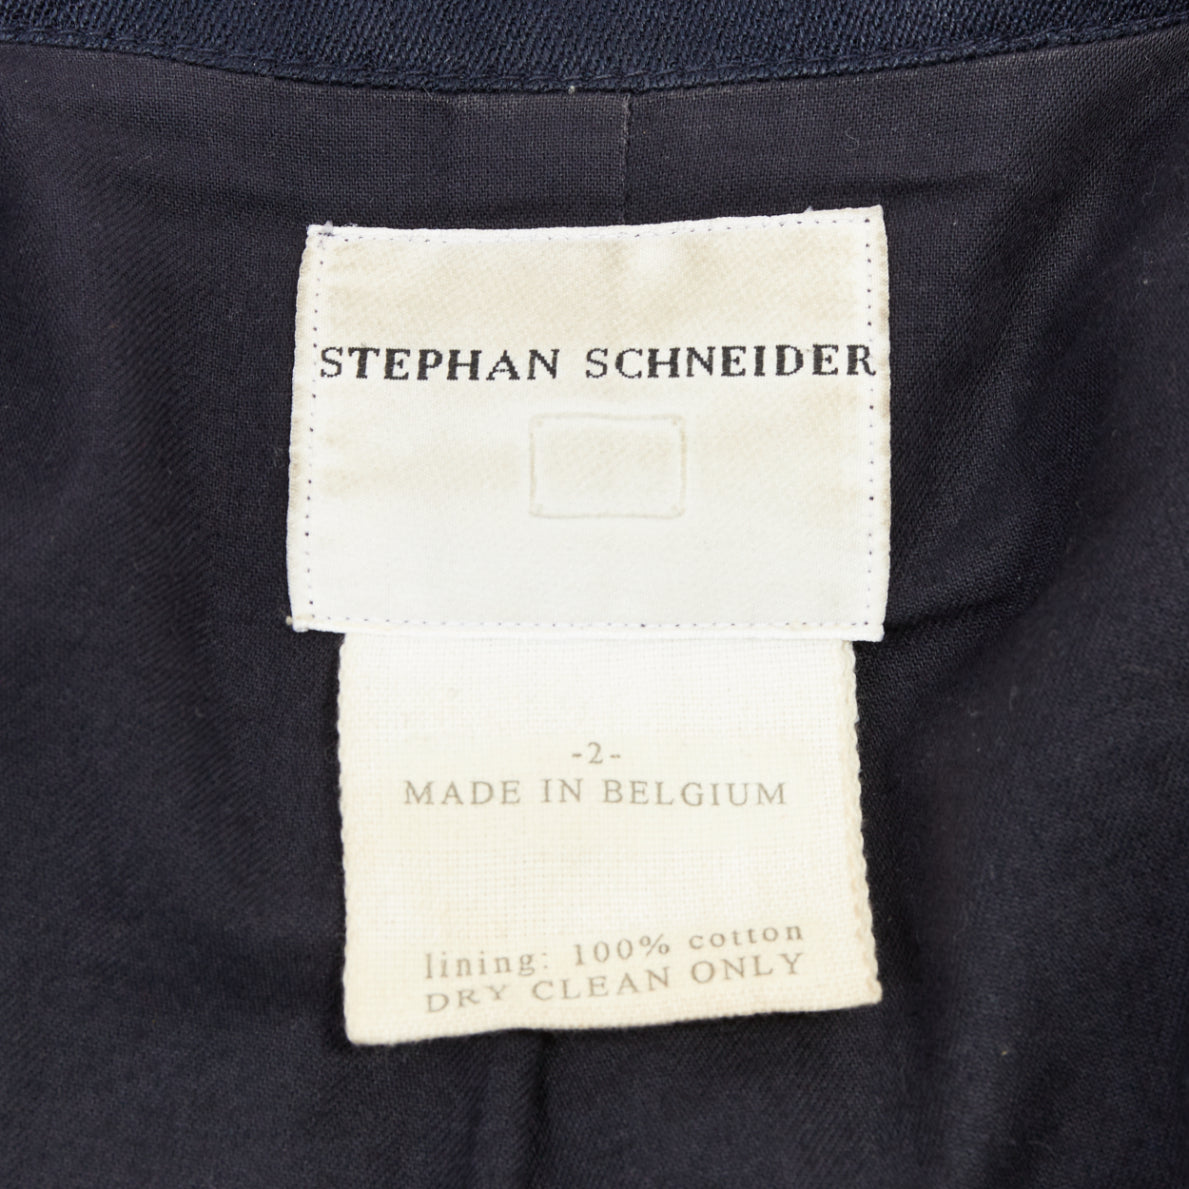 STEPHAN SCHNEIDER
-2-
MADE IN BELGIUM
lining: 100% cotton
DRY CLEAN ONLY